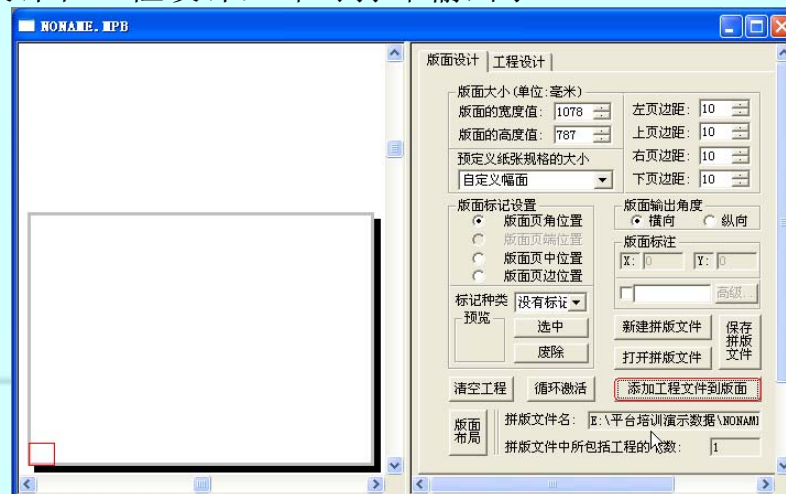 NONAME.MPB
版面设计 工程设计
版面大小(单位:毫米)
版面的宽度值: 1078
版面的高度值: 787
预定义纸张规格的大小
自定义幅面
左页边距: 10
上页边距: 10
右页边距: 10
下页边距: 10
版面标记设置
版面页角位置
版面页端位置
版面页中位置
版面页边位置
版面输出角度
横向 纵向
版面标注
X: 0 Y: 0
高级...
标记种类 没有标记
预览
选中
废除
新建拼版文件
打开拼版文件
保存
拼版
文件
清空工程 循环激活 添加工程文件到版面
版面
布局
拼版文件名: E:\平台培训演示数据\NONAM
拼版文件中所包括工程的 数: 1